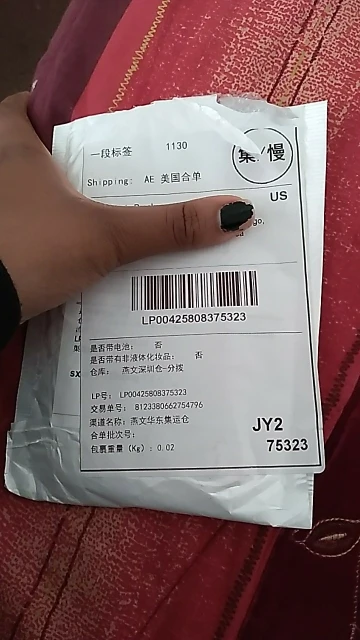 一段标签 1130
集/慢
Shipping: AE 美国合单
US
go,
LP00425808375323
是否带电池: 否
是否带有非液体化妆品: 否
仓库: 燕文深圳仓-分拨
SX
LP号: LP00425808375323
交易单号: 8123380662754796
渠道名称: 燕文华东集运仓
合单批次号:
包裹重量 (Kg): 0.02
JY2
75323